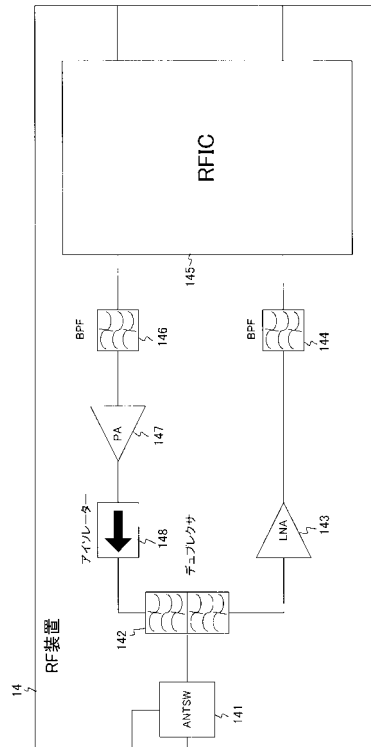 14
RF装置
ANTSW
141
142
デュプレクサ
アイソレーター
148
PA
147
BPF
146
LNA
143
BPF
144
RFIC
145